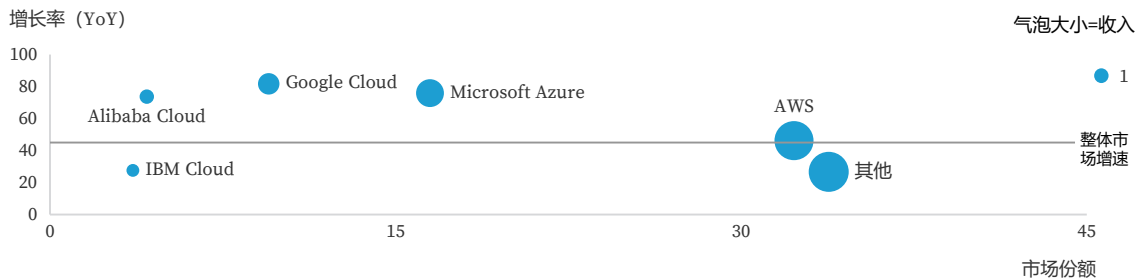 增长率（YoY）
气泡大小=收入
100
80
60
40
20
0
1
Google Cloud
Microsoft Azure
Alibaba Cloud
AWS
IBM Cloud
其他
整体市
场增速
0
15
30
45
市场份额